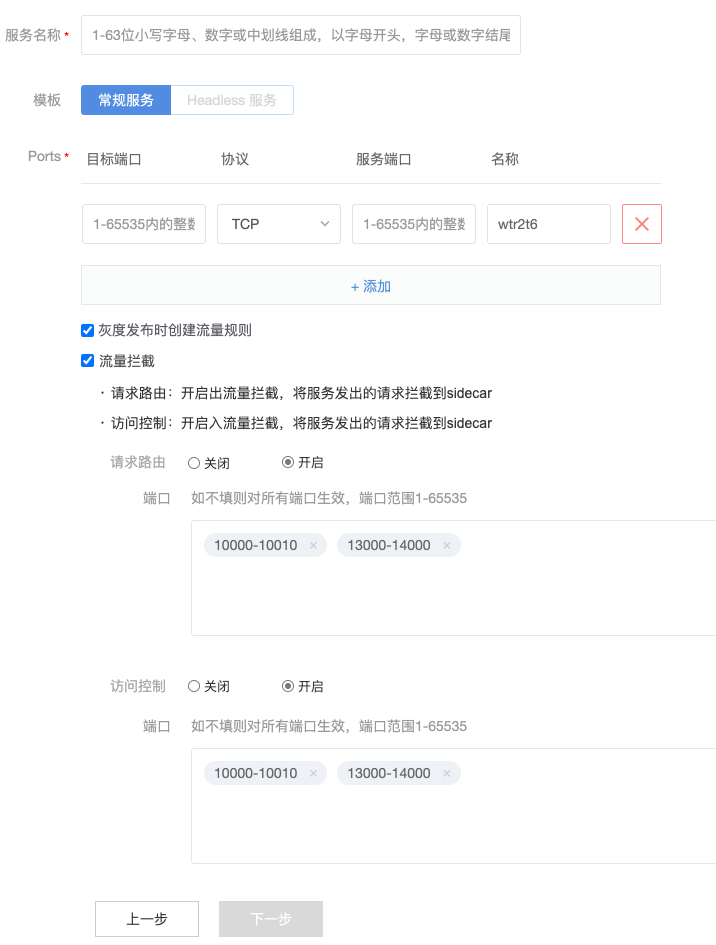 服务名称* 1-63位小写字母、数字或中划线组成，以字母开头，字母或数字结尾
模板 常规服务 Headless 服务
Ports* 目标端口 协议 服务端口 名称
1-65535内的整数 TCP 1-65535内的整数 wtr2t6
+ 添加
灰度发布时创建流量规则
流量拦截
· 请求路由：开启出流量拦截，将服务发出的请求拦截到sidecar
· 访问控制：开启入流量拦截，将服务发出的请求拦截到sidecar
请求路由 关闭 开启
端口 如不填则对所有端口生效，端口范围1-65535
10000-10010 × 13000-14000 ×
访问控制 关闭 开启
端口 如不填则对所有端口生效，端口范围1-65535
10000-10010 × 13000-14000 ×
上一步 下一步